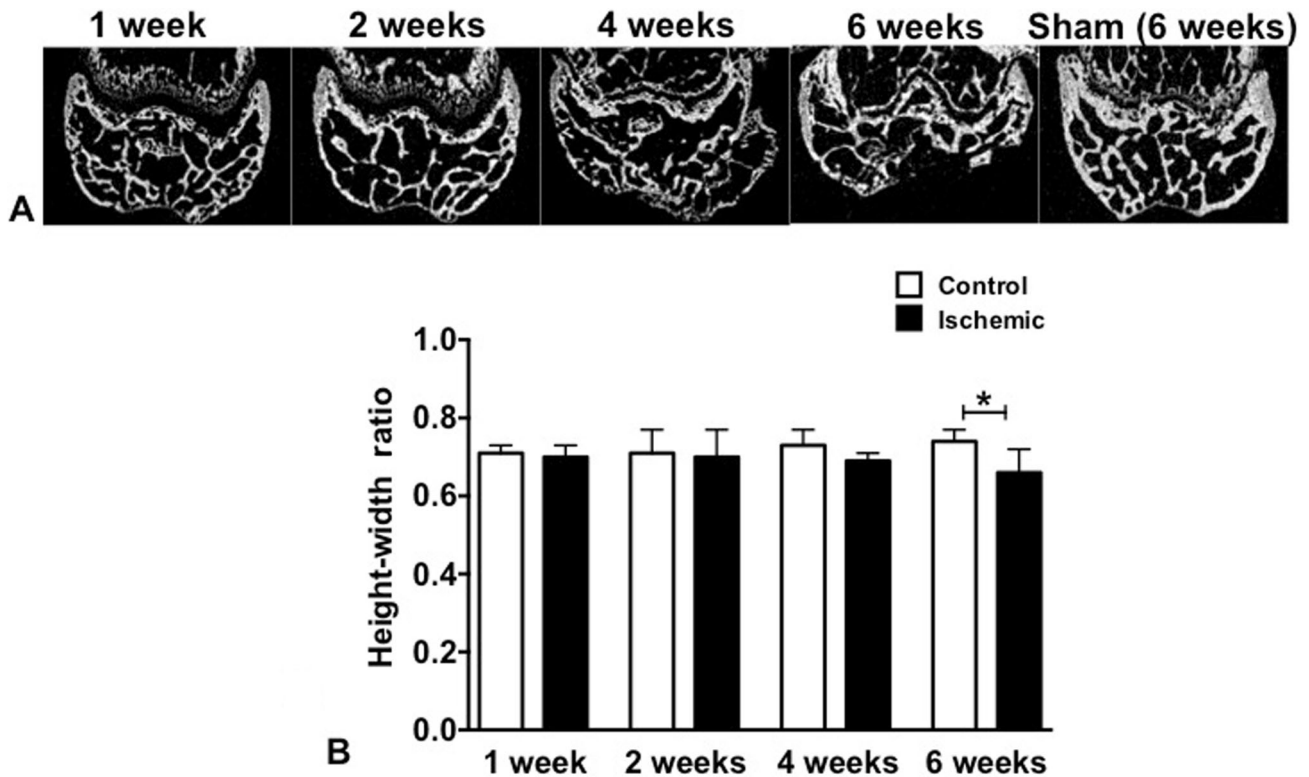 1 week 2 weeks 4 weeks 6 weeks Sham (6 weeks)
A
Control
Ischemic
1.0
0.8
0.6
0.4
0.2
0.0
Height-width ratio
*
B
1 week 2 weeks 4 weeks 6 weeks